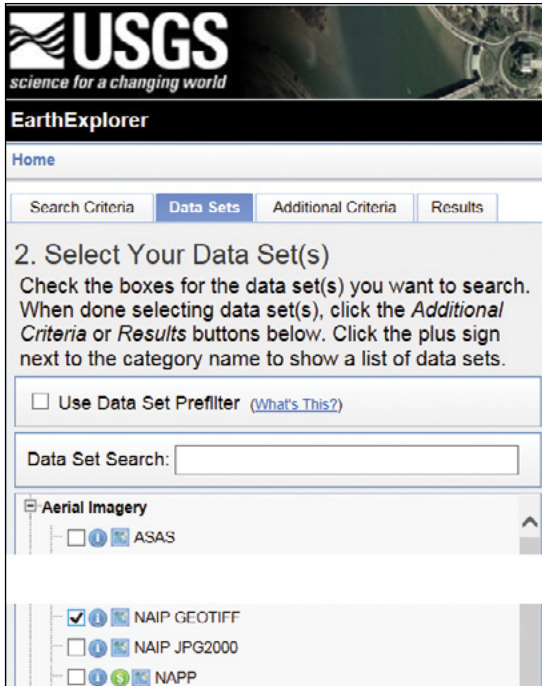 USGS
science for a changing world
EarthExplorer
Home
Search Criteria Data Sets Additional Criteria Results
2. Select Your Data Set(s)
Check the boxes for the data set(s) you want to search.
When done selecting data set(s), click the Additional
Criteria or Results buttons below. Click the plus sign
next to the category name to show a list of data sets.
Use Data Set Prefilter (What's This?)
Data Set Search:
Aerial Imagery
ASAS
NAIP GEOTIFF
NAIP JPG2000
NAPP